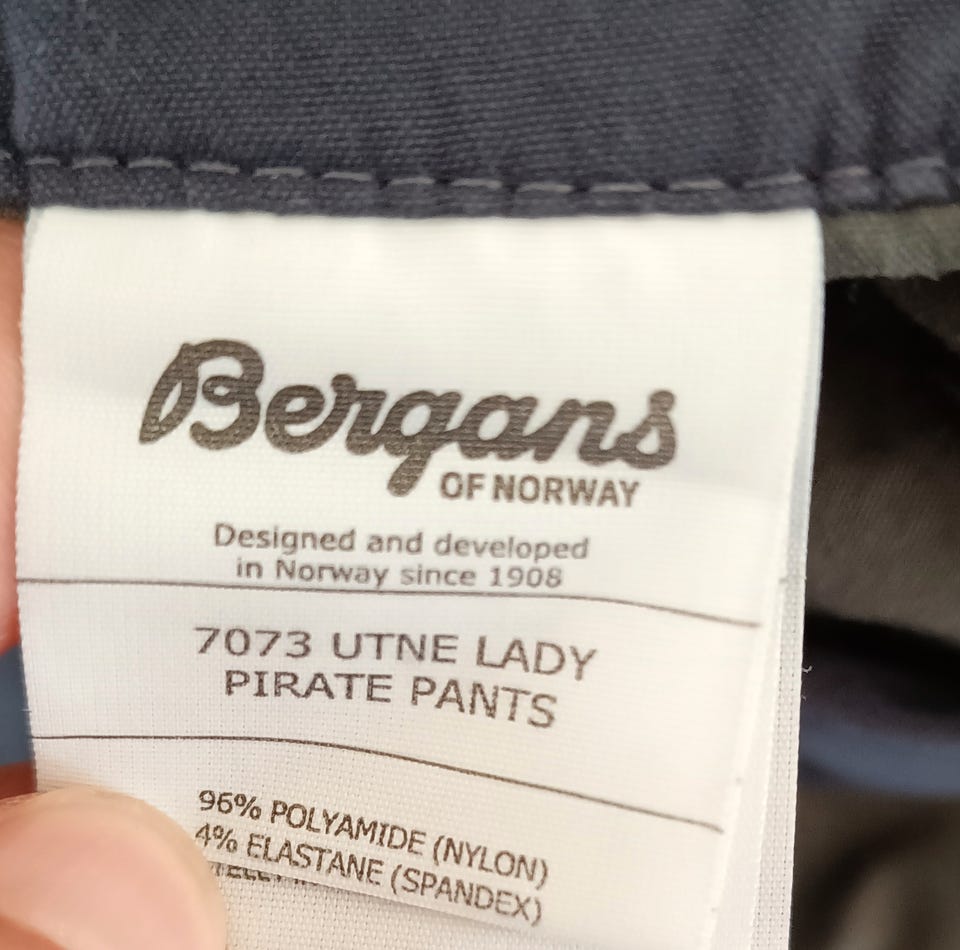 Bergans
OF NORWAY
Designed and developed
in Norway since 1908
7073 UTNE LADY
PIRATE PANTS
96% POLYAMIDE (NYLON)
4% ELASTANE (SPANDEX)